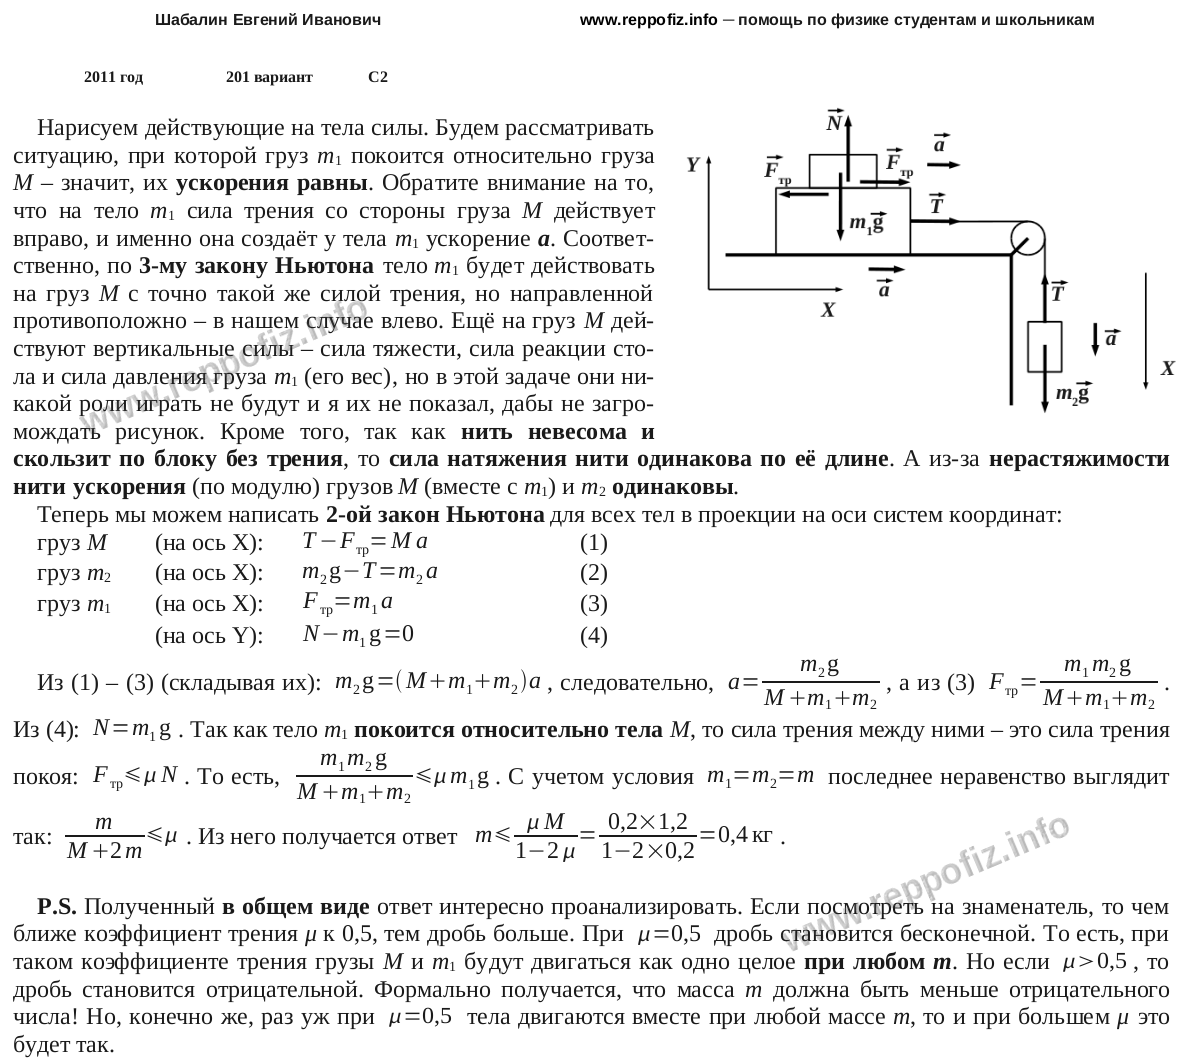 Шабалин Евгений Иванович www.reppofiz.info — помощь по физике студентам и школьникам
2011 год 201 вариант С2
Нарисуем действующие на тела силы. Будем рассматривать
ситуацию, при которой груз m₁ покоится относительно груза
M – значит, их ускорения равны. Обратите внимание на то,
что на тело m₁ сила трения со стороны груза M действует
вправо, и именно она создаёт у тела m₁ ускорение a. Соответ-
ственно, по 3-му закону Ньютона тело m₁ будет действовать
на груз M с точно такой же силой трения, но направленной
противоположно – в нашем случае влево. Ещё на груз M дей-
ствуют вертикальные силы – сила тяжести, сила реакции сто-
ла и сила давления груза m₁ (его вес), но в этой задаче они ни-
какой роли играть не будут и я их не показал, дабы не загро-
мождать рисунок. Кроме того, так как нить невесома и
скользит по блоку без трения, то сила натяжения нити одинакова по её длине. А из-за нерастяжимости
нити ускорения (по модулю) грузов M (вместе с m₁) и m₂ одинаковы.
N
a
Y
Fтр
Fтр
T
m₁g
a
X
T
a
X
m₂g
Теперь мы можем написать 2-ой закон Ньютона для всех тел в проекции на оси систем координат:
груз M (на ось X): T − Fтр = M a (1)
груз m₂ (на ось X): m₂g − T = m₂a (2)
груз m₁ (на ось X): Fтр = m₁a (3)
(на ось Y): N − m₁g = 0 (4)
Из (1) – (3) (складывая их): m₂g = (M + m₁ + m₂)a , следовательно, a = m₂g / (M + m₁ + m₂) , а из (3) Fтр = m₁m₂g / (M + m₁ + m₂) .
Из (4): N = m₁g . Так как тело m₁ покоится относительно тела M, то сила трения между ними – это сила трения
покоя: Fтр ⩽ μN . То есть, m₁m₂g / (M + m₁ + m₂) ⩽ μm₁g . С учетом условия m₁ = m₂ = m последнее неравенство выглядит
так: m / (M + 2m) ⩽ μ . Из него получается ответ m ⩽ μM / (1 − 2μ) = 0,2×1,2 / (1−2×0,2) = 0,4 кг .
P.S. Полученный в общем виде ответ интересно проанализировать. Если посмотреть на знаменатель, то чем
ближе коэффициент трения μ к 0,5, тем дробь больше. При μ=0,5 дробь становится бесконечной. То есть, при
таком коэффициенте трения грузы M и m₁ будут двигаться как одно целое при любом m. Но если μ>0,5 , то
дробь становится отрицательной. Формально получается, что масса m должна быть меньше отрицательного
числа! Но, конечно же, раз уж при μ=0,5 тела двигаются вместе при любой массе m, то и при большем μ это
будет так.
www.reppofiz.info
www.reppofiz.info